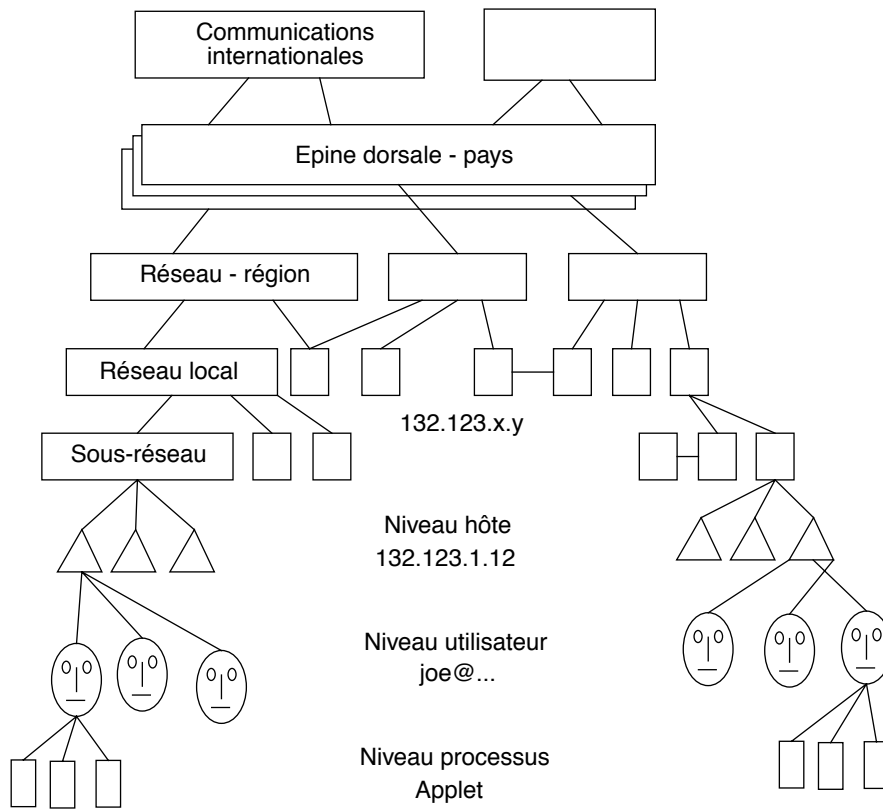 Communications
internationales
Epine dorsale - pays
Réseau - région
Réseau local
132.123.x.y
Sous-réseau
Niveau hôte
132.123.1.12
Niveau utilisateur
joe@...
Niveau processus
Applet